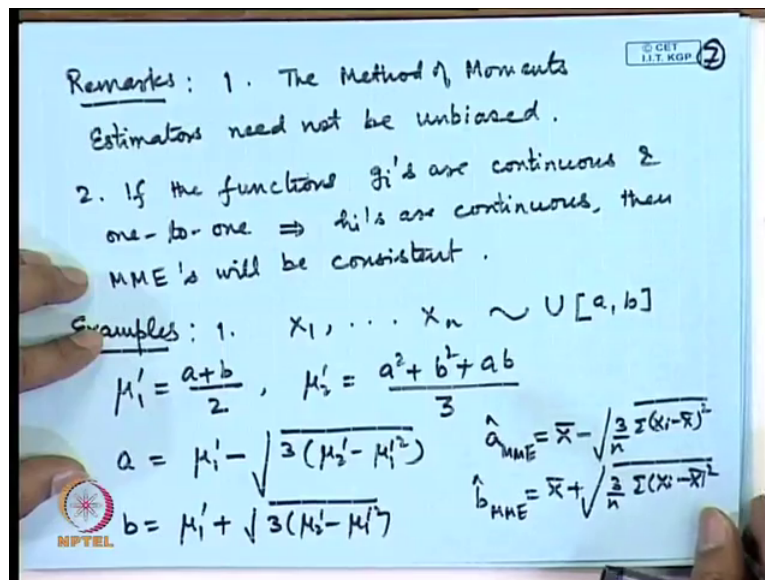 © CET
I.I.T. KGP
2
Remarks : 1. The Method of Moments
Estimators need not be unbiased.
2. If the functions gi's are continuous &
one-to-one ⇒ hi's are continuous, then
MME's will be consistent.
Examples : 1. X₁, ... Xₙ ~ U [a, b]
μ₁' = (a+b)/2 , μ₂' = (a² + b² + ab)/3
a = μ₁' - √(3(μ₂' - μ₁'²))
b = μ₁' + √(3(μ₂' - μ₁'²))
â_MME = x̄ - √(3/n Σ(xi - x̄)²)
b̂_MME = x̄ + √(3/n Σ(xi - x̄)²)
NPTEL